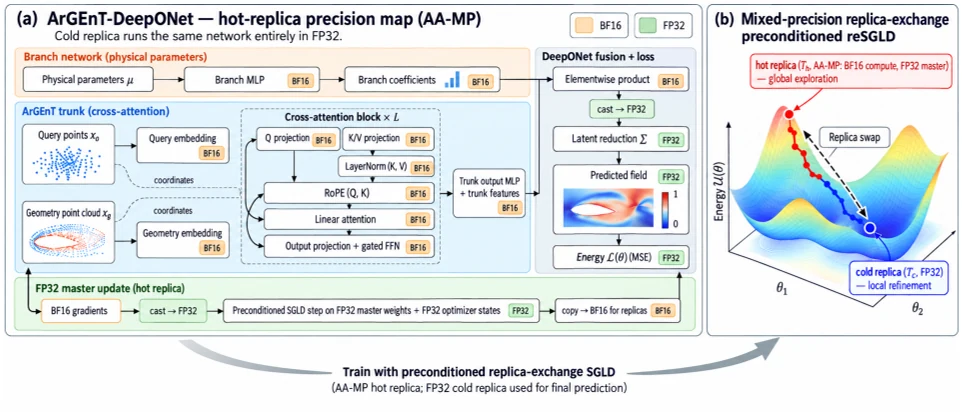 (a) ArGEnT-DeepONet — hot-replica precision map (AA-MP)
Cold replica runs the same network entirely in FP32.
BF16
FP32
Branch network (physical parameters)
Physical parameters μ
Branch MLP
BF16
Branch coefficients
BF16
ArGEnT trunk (cross-attention)
Query points xₒ
Query embedding
BF16
coordinates
Geometry point cloud x_g
coordinates
Geometry embedding
BF16
Cross-attention block × L
Q projection
BF16
K/V projection
BF16
LayerNorm (K, V)
BF16
RoPE (Q, K)
BF16
Linear attention
BF16
Output projection + gated FFN
BF16
Trunk output MLP
+ trunk features
BF16
DeepONet fusion + loss
Elementwise product
BF16
cast → FP32
Latent reduction Σ
FP32
Predicted field
FP32
1
0
Energy ℒ(θ) (MSE)
FP32
FP32 master update (hot replica)
BF16 gradients
cast → FP32
Preconditioned SGLD step on FP32 master weights + FP32 optimizer states
FP32
copy → BF16 for replicas
BF16
(b) Mixed-precision replica-exchange
preconditioned reSGLD
hot replica (T_h, AA-MP: BF16 compute, FP32 master)
— global exploration
Replica swap
Energy 𝒰(θ)
cold replica (T_c, FP32)
— local refinement
θ₁
θ₂
Train with preconditioned replica-exchange SGLD
(AA-MP hot replica; FP32 cold replica used for final prediction)